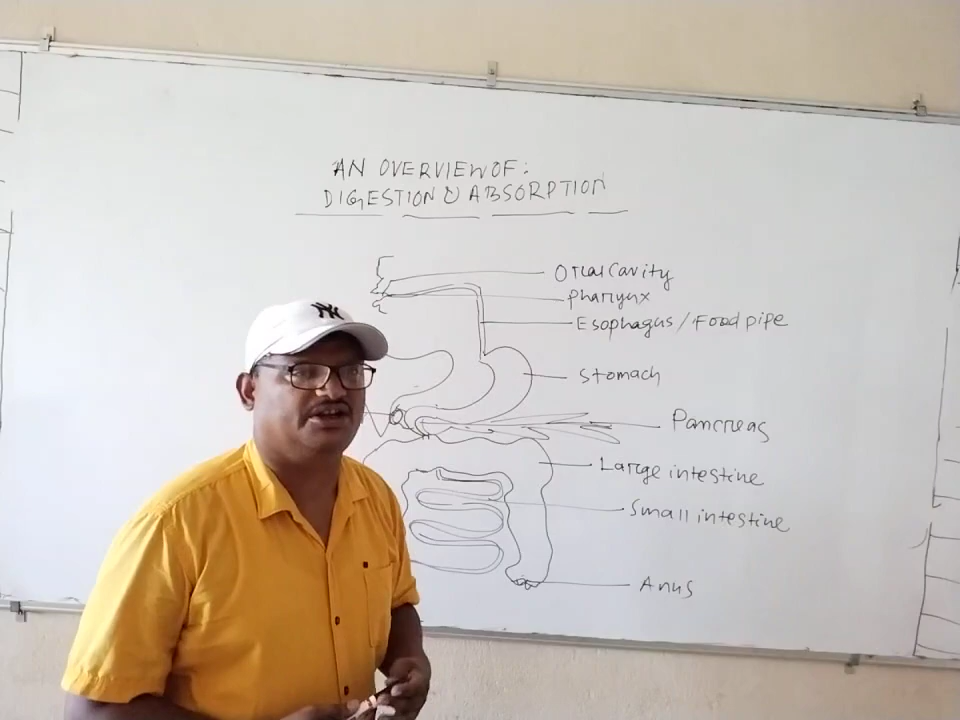 AN OVERVIEW OF:
DIGESTION & ABSORPTION
Oral Cavity
Pharynx
Esophagus / Food pipe
Stomach
Pancreas
Large intestine
Small intestine
Anus
NY